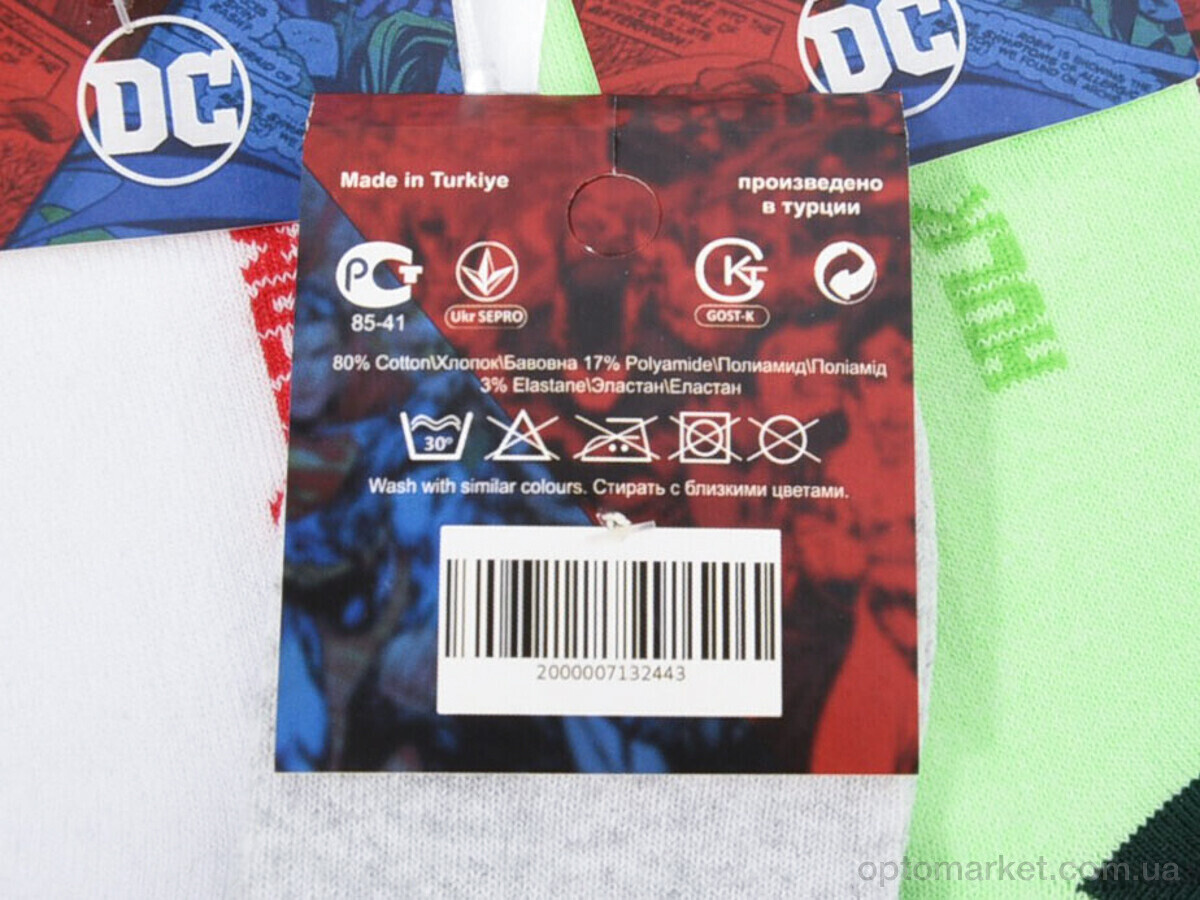 DC
DC
Made in Turkiye
произведено
в турции
РСТ
85-41
Ukr SEPRO
GOST-K
80% Cotton\Хлопок\Бавовна 17% Polyamide\Полиамид\Поліамід
3% Elastane\Эластан\Еластан
30°
Wash with similar colours. Стирать с близкими цветами.
2000007132443
optomarket.com.ua